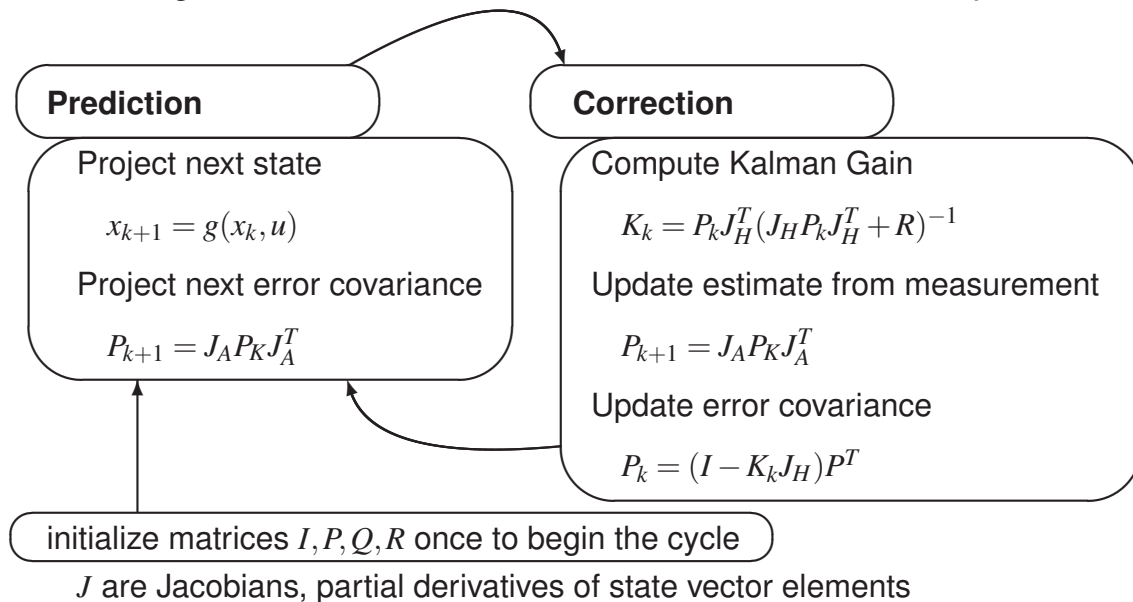 Prediction
Project next state
x_{k+1} = g(x_k, u)
Project next error covariance
P_{k+1} = J_A P_K J_A^T
Correction
Compute Kalman Gain
K_k = P_k J_H^T (J_H P_k J_H^T + R)^{-1}
Update estimate from measurement
P_{k+1} = J_A P_K J_A^T
Update error covariance
P_k = (I − K_k J_H) P^T
initialize matrices I, P, Q, R once to begin the cycle
J are Jacobians, partial derivatives of state vector elements